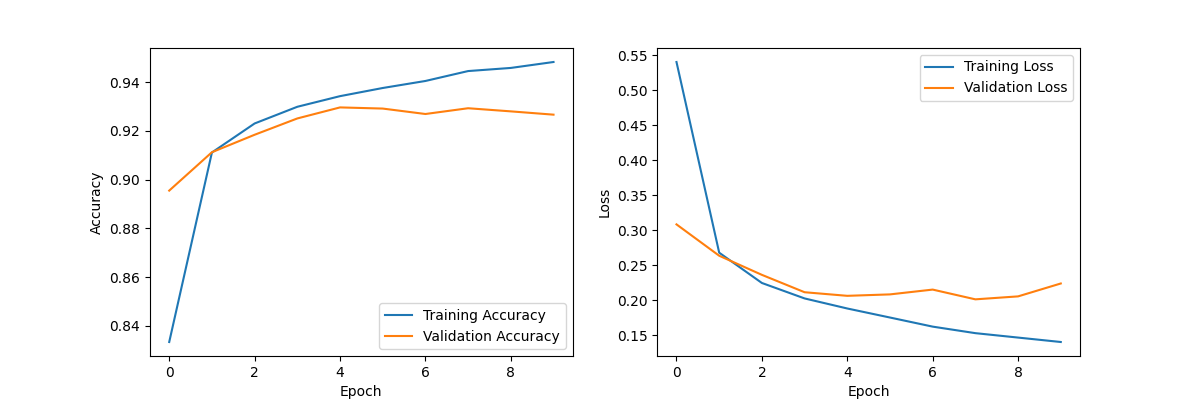 0.94
0.92
0.90
0.88
0.86
0.84
Accuracy
0 2 4 6 8
Epoch
Training Accuracy
Validation Accuracy
0.55
0.50
0.45
0.40
0.35
0.30
0.25
0.20
0.15
Loss
0 2 4 6 8
Epoch
Training Loss
Validation Loss